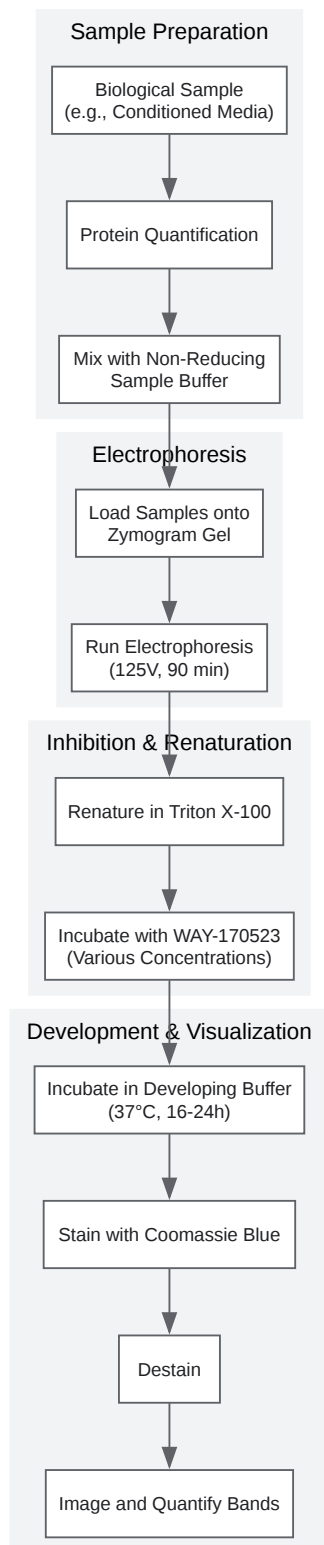 Sample Preparation
Biological Sample
(e.g., Conditioned Media)
Protein Quantification
Mix with Non-Reducing
Sample Buffer
Electrophoresis
Load Samples onto
Zymogram Gel
Run Electrophoresis
(125V, 90 min)
Inhibition & Renaturation
Renature in Triton X-100
Incubate with WAY-170523
(Various Concentrations)
Development & Visualization
Incubate in Developing Buffer
(37°C, 16-24h)
Stain with Coomassie Blue
Destain
Image and Quantify Bands